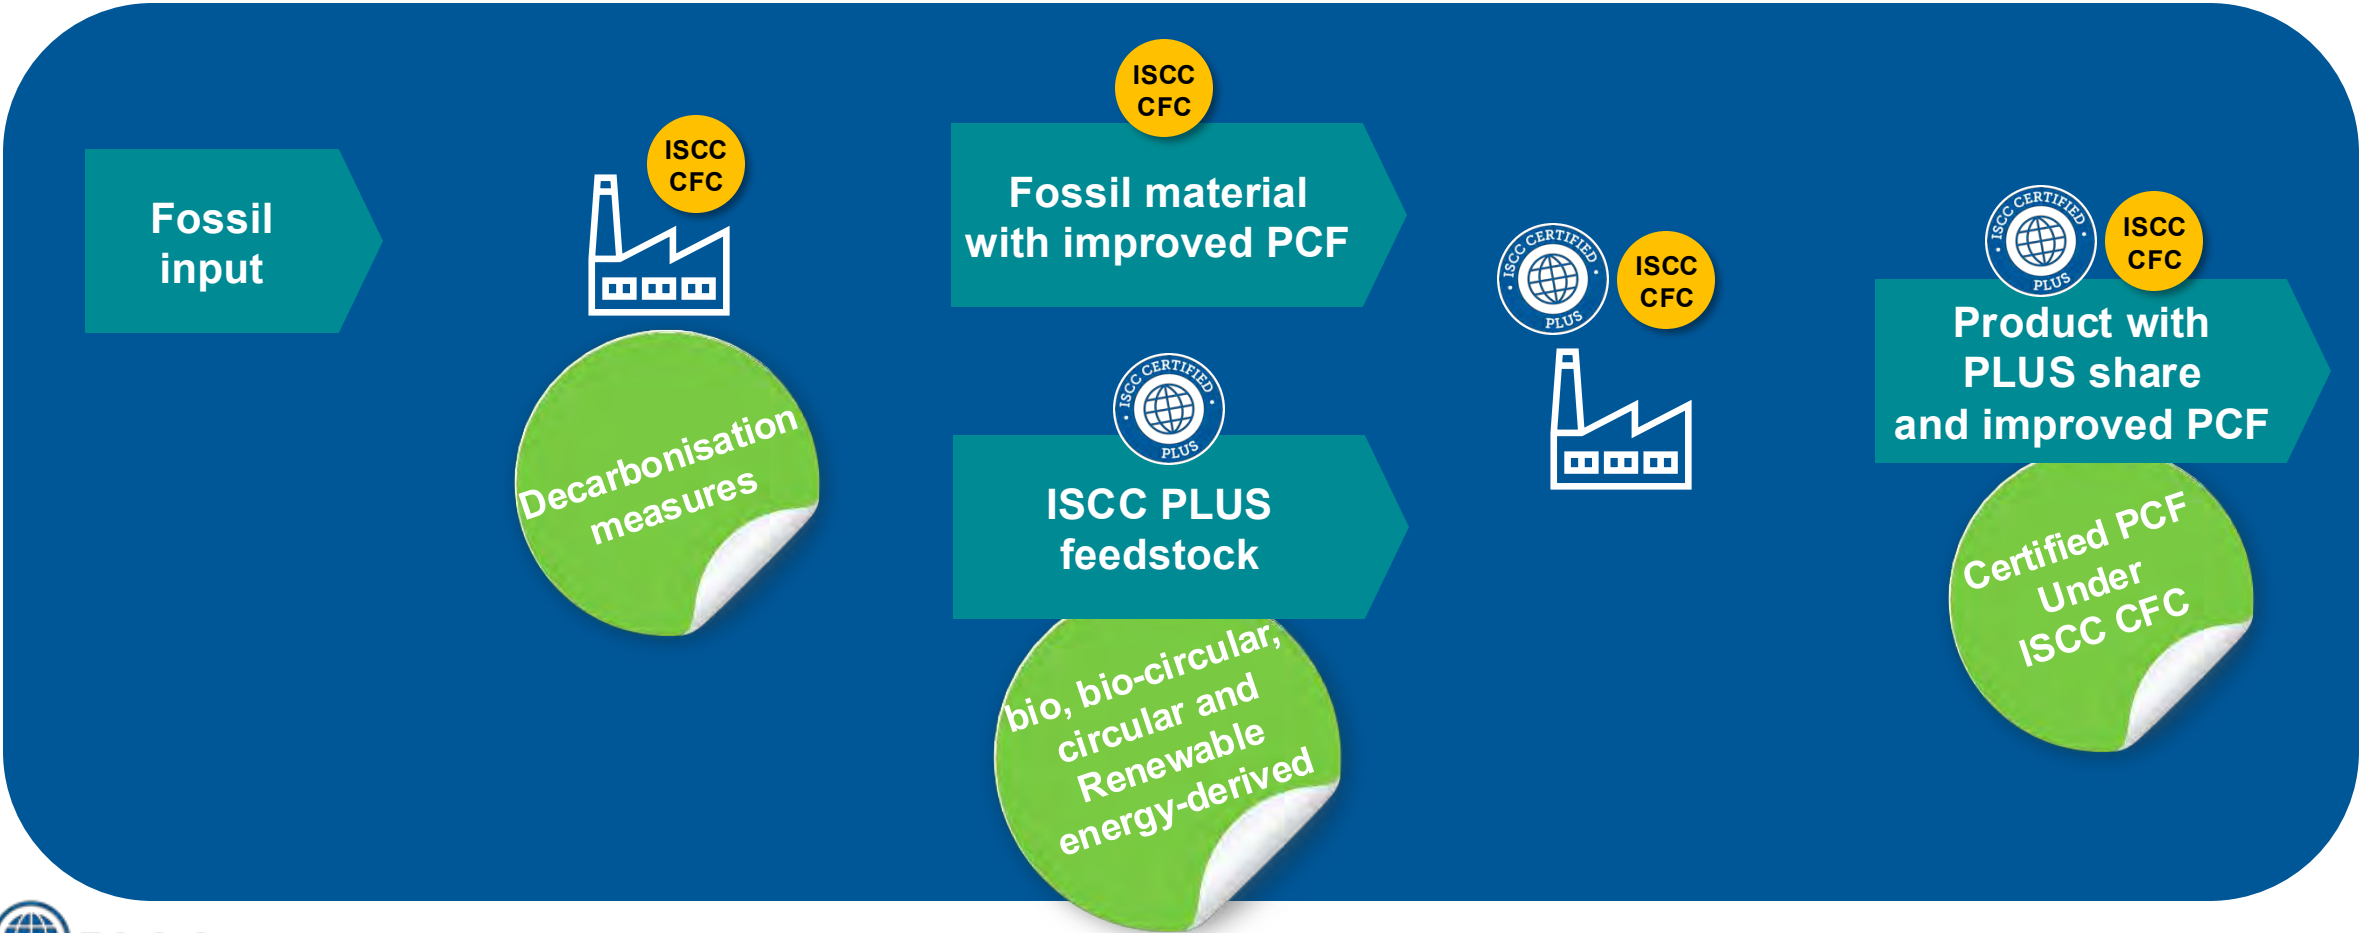 Fossil
input
ISCC
CFC
Decarbonisation
measures
ISCC
CFC
Fossil material
with improved PCF
ISCC CERTIFIED
PLUS
ISCC PLUS
feedstock
bio, bio-circular,
circular and
Renewable
energy-derived
ISCC CERTIFIED
PLUS
ISCC
CFC
ISCC CERTIFIED
PLUS
ISCC
CFC
Product with
PLUS share
and improved PCF
Certified PCF
Under
ISCC CFC